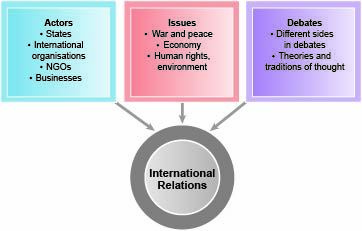 Actors
• States
• International
organisations
• NGOs
• Businesses
Issues
• War and peace
• Economy
• Human rights,
environment
Debates
• Different sides
in debates
• Theories and
traditions of thought
International
Relations